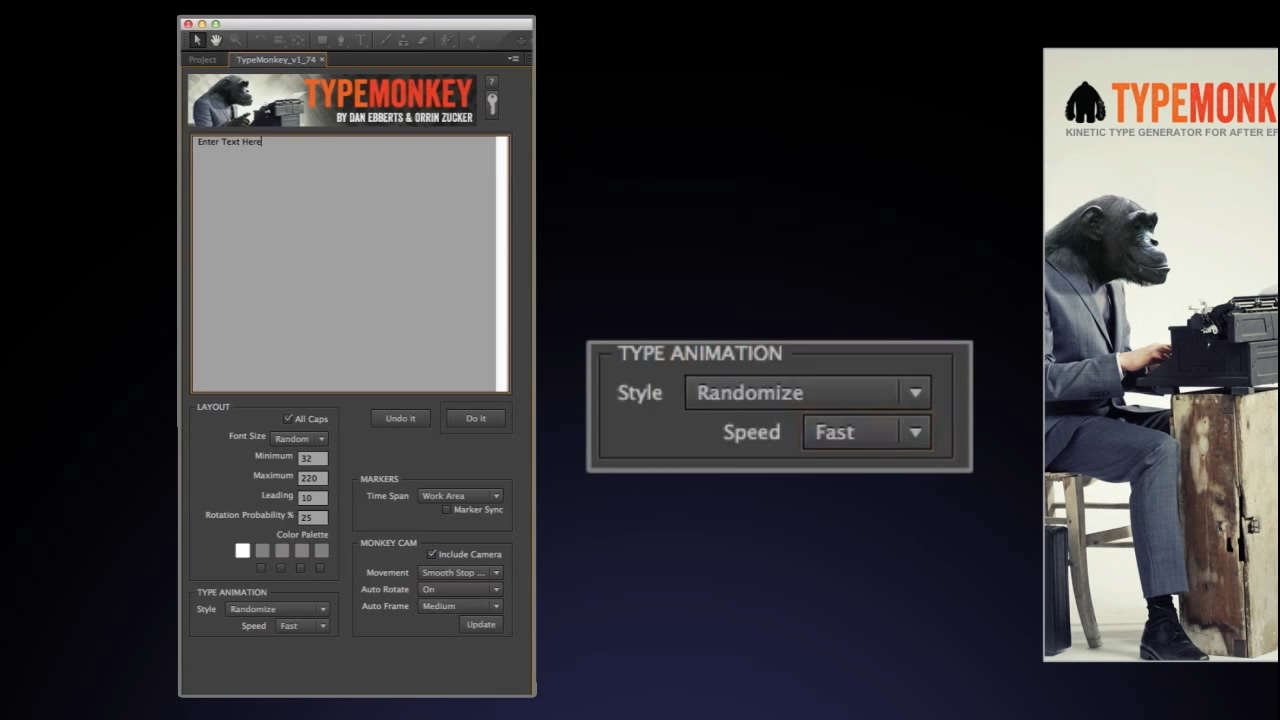 Project
TypeMonkey_v1_74 ×
TYPEMONKEY
BY DAN EBBERTS & ORRIN ZUCKER
?
Enter Text Here
LAYOUT
All Caps
Font Size Random
Minimum 32
Maximum 220
Leading 10
Rotation Probability % 25
Color Palette
TYPE ANIMATION
Style Randomize
Speed Fast
Undo it
Do it
MARKERS
Time Span Work Area
Marker Sync
MONKEY CAM
Include Camera
Movement Smooth Stop ...
Auto Rotate On
Auto Frame Medium
Update
TYPE ANIMATION
Style Randomize
Speed Fast
TYPEMONK
KINETIC TYPE GENERATOR FOR AFTER EF